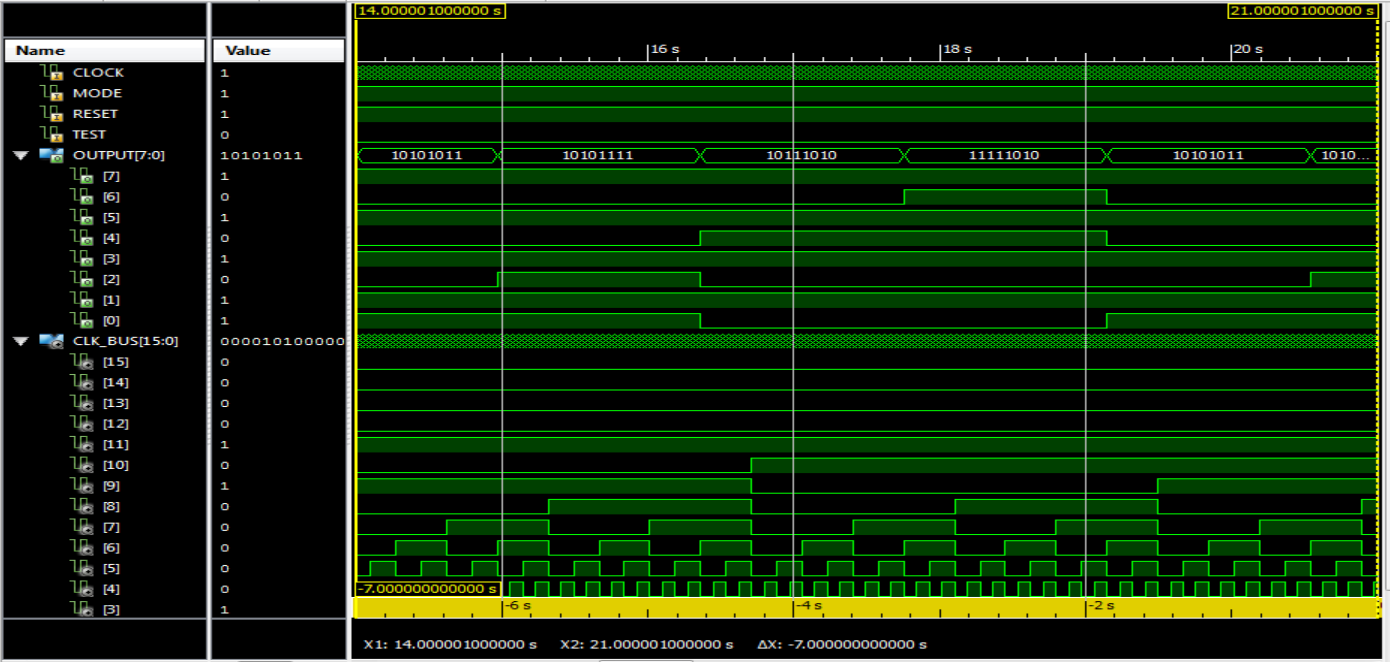 14.000001000000 s 21.000001000000 s
Name Value 16 s 18 s 20 s
CLOCK 1
MODE 1
RESET 1
TEST 0
OUTPUT[7:0] 10101011 10101011 10101111 10111010 11111010 10101011 1010...
[7] 1
[6] 0
[5] 1
[4] 0
[3] 1
[2] 0
[1] 1
[0] 1
CLK_BUS[15:0] 000010100000
[15] 0
[14] 0
[13] 0
[12] 0
[11] 1
[10] 0
[9] 1
[8] 0
[7] 0
[6] 0
[5] 0
[4] 0 -7.000000000000 s
[3] 1 -6 s -4 s -2 s
X1: 14.000001000000 s X2: 21.000001000000 s ΔX: -7.000000000000 s